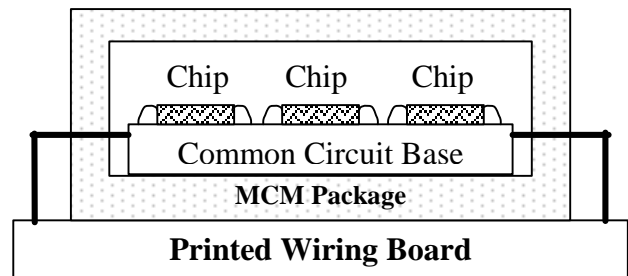 Chip Chip Chip
Common Circuit Base
MCM Package
Printed Wiring Board